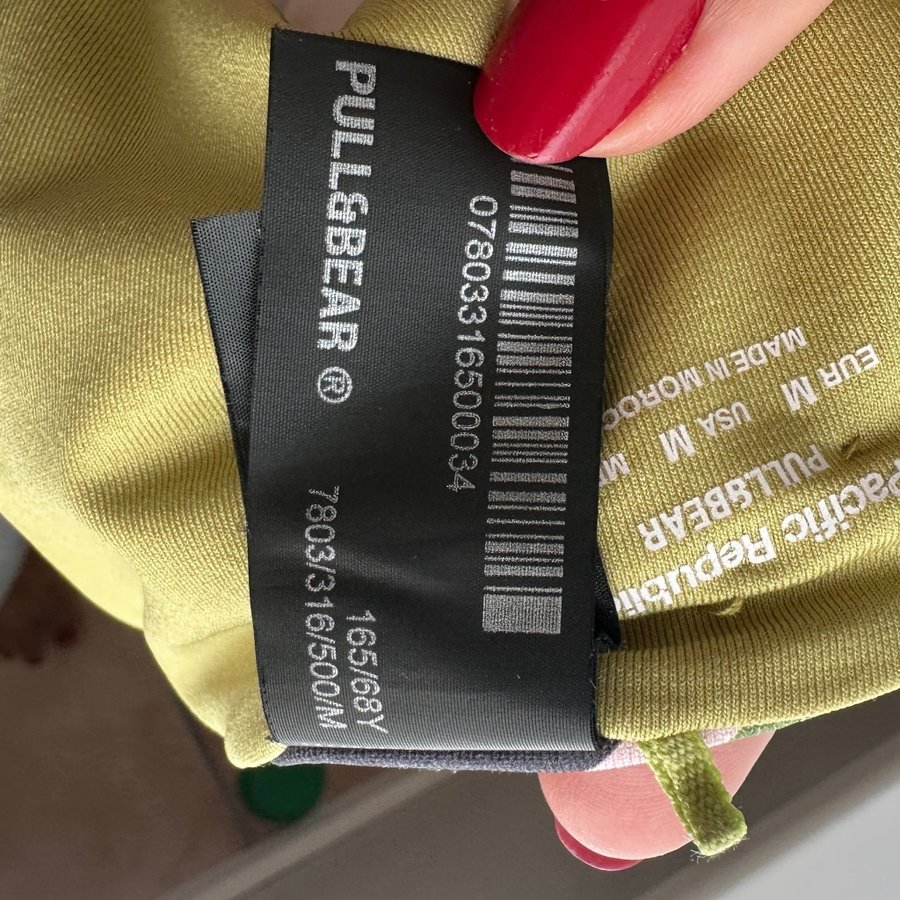 07803316500034
PULL&BEAR ®
165/68Y
7803/316/500/M
Pacific Republi
PULL&BEAR
EUR M USA M M
MADE IN MOROC